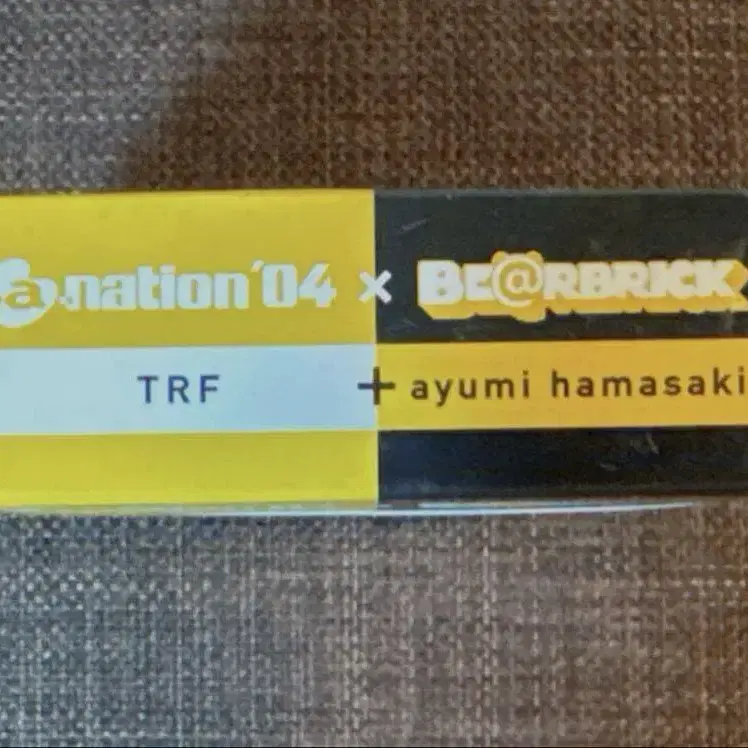 a-nation'04 × BE@RBRICK
TRF + ayumi hamasaki